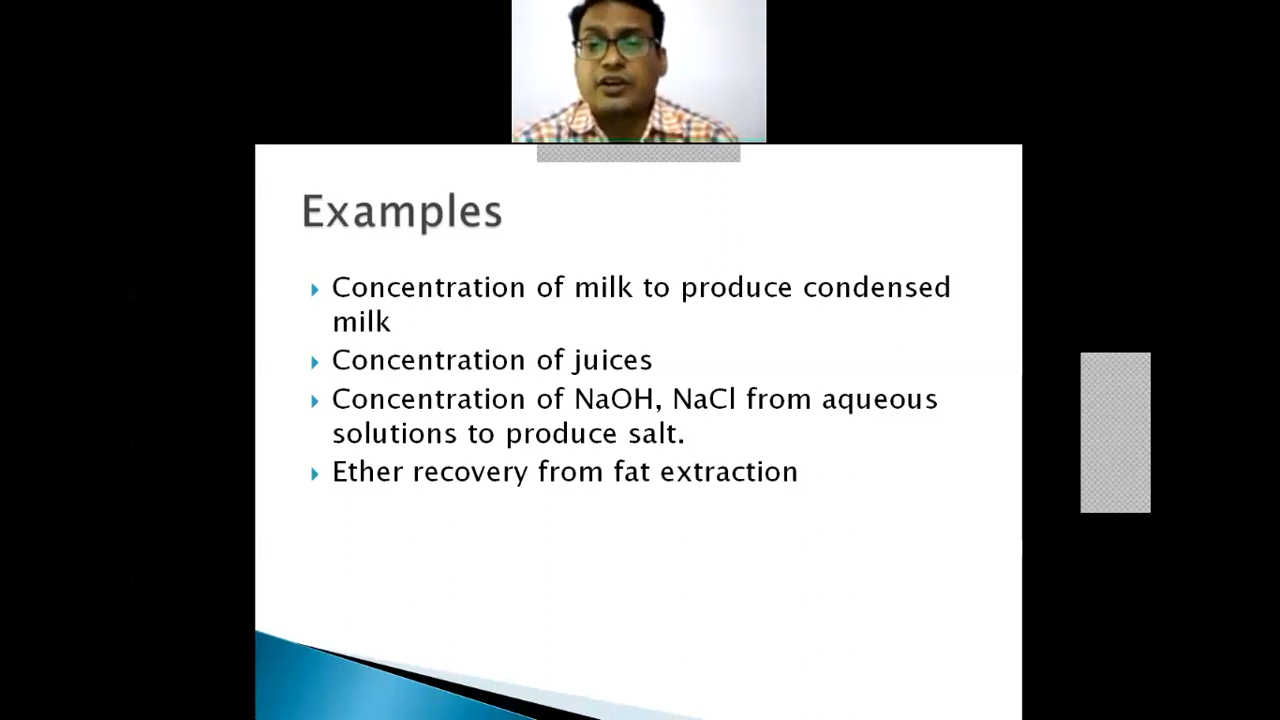 Examples
Concentration of milk to produce condensed
milk
Concentration of juices
Concentration of NaOH, NaCl from aqueous
solutions to produce salt.
Ether recovery from fat extraction